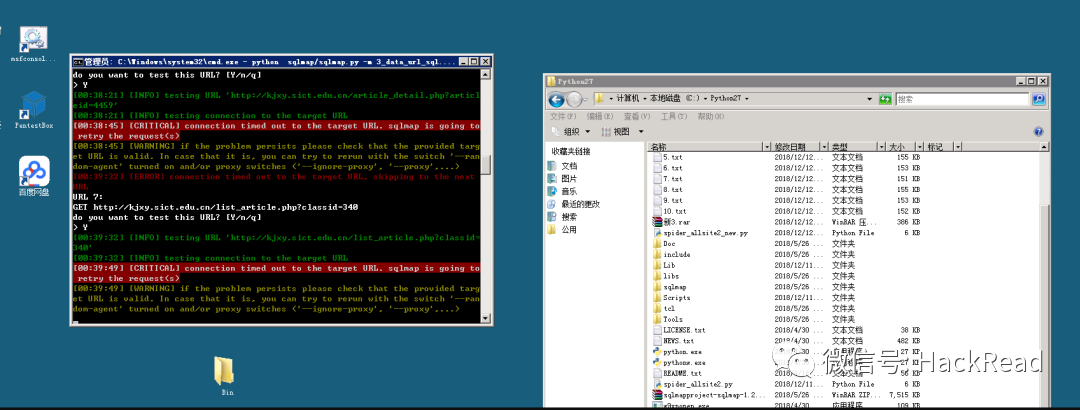 msfconsol...
PentestBox
百度网盘
管理员: C:\Windows\system32\cmd.exe - python sqlmap/sqlmap.py -m 3_data_url_sql....
do you want to test this URL? [Y/n/q]
> Y
[00:38:21] [INFO] testing URL 'http://kjxy.sict.edu.cn/article_detail.php?articl
eid=4459'
[00:38:21] [INFO] testing connection to the target URL
[00:38:45] [CRITICAL] connection timed out to the target URL. sqlmap is going to
retry the request(s)
[00:38:45] [WARNING] if the problem persists please check that the provided targ
et URL is valid. In case that it is, you can try to rerun with the switch '--ran
dom-agent' turned on and/or proxy switches ('--ignore-proxy', '--proxy',...)
[00:39:32] [ERROR] connection timed out to the target URL, skipping to the next
URL
URL 7:
GET http://kjxy.sict.edu.cn/list_article.php?classid=340
do you want to test this URL? [Y/n/q]
> Y
[00:39:32] [INFO] testing URL 'http://kjxy.sict.edu.cn/list_article.php?classid=
340'
[00:39:32] [INFO] testing connection to the target URL
[00:39:49] [CRITICAL] connection timed out to the target URL. sqlmap is going to
retry the request(s)
[00:39:49] [WARNING] if the problem persists please check that the provided targ
et URL is valid. In case that it is, you can try to rerun with the switch '--ran
dom-agent' turned on and/or proxy switches ('--ignore-proxy', '--proxy',...)
Bin
Python27
计算机 本地磁盘 (C:) Python27
搜索
文件(F) 编辑(E) 查看(V) 工具(T) 帮助(H)
组织 视图
收藏夹链接
文档
图片
音乐
最近的更改
搜索
公用
名称 修改日期 类型 大小 标记
5.txt 2018/12/12... 文本文档 155 KB
6.txt 2018/12/12... 文本文档 153 KB
7.txt 2018/12/12... 文本文档 151 KB
8.txt 2018/12/12... 文本文档 155 KB
9.txt 2018/12/12... 文本文档 153 KB
10.txt 2018/12/12... 文本文档 152 KB
新3.rar 2018/12/12... WinRAR 压... 386 KB
spider_allsite2_new.py 2018/12/12... Python File 6 KB
Doc 2018/5/26 ... 文件夹
include 2018/5/26 ... 文件夹
Lib 2018/12/11... 文件夹
libs 2018/5/26 ... 文件夹
sqlmap 2018/5/26 ... 文件夹
Scripts 2018/12/11... 文件夹
tcl 2018/5/26 ... 文件夹
Tools 2018/5/26 ... 文件夹
LICENSE.txt 2018/4/30 ... 文本文档 38 KB
NEWS.txt 2018/4/30 ... 文本文档 482 KB
python.exe 27 KB
pythonw.exe 27 KB
README.txt 56 KB
spider_allsite2.py 2018/12/11... Python File 6 KB
sqlmapproject-sqlmap-1.2... 2018/5/26 ... WinRAR ZIP... 7,515 KB
2018/4/30 ... 应用程序 109 KB
微信号: HackRead